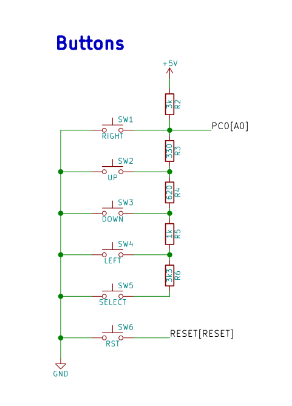 Buttons
+5V
3k
R2
SW1
PC0[A0]
RIGHT
330
R3
SW2
UP
620
R4
SW3
DOWN
1k
R5
SW4
LEFT
3k3
R6
SW5
SELECT
SW6
RESET[RESET]
RST
GND